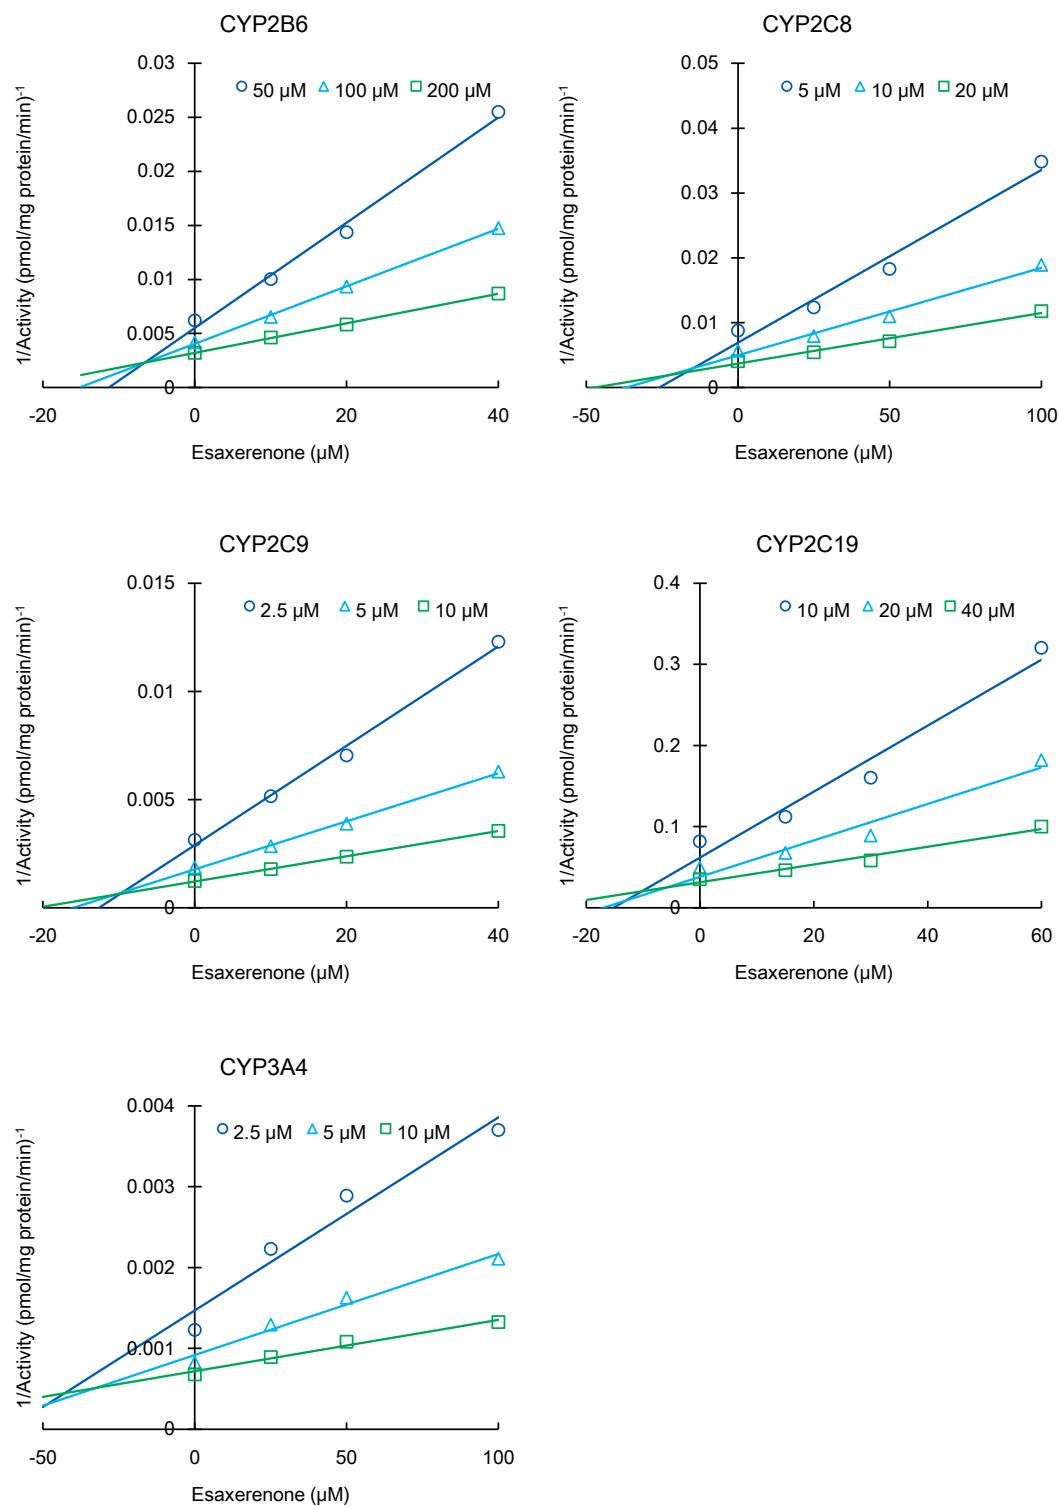 CYP2B6
0.03
0.025
0.02
0.015
0.01
0.005
0
50 µM 100 µM 200 µM
1/Activity (pmol/mg protein/min)-1
-20 0 20 40
Esaxerenone (µM)
CYP2C8
0.05
0.04
0.03
0.02
0.01
0
5 µM 10 µM 20 µM
1/Activity (pmol/mg protein/min)-1
-50 0 50 100
Esaxerenone (µM)
CYP2C9
0.015
0.01
0.005
0
2.5 µM 5 µM 10 µM
1/Activity (pmol/mg protein/min)-1
-20 0 20 40
Esaxerenone (µM)
CYP2C19
0.4
0.3
0.2
0.1
0
10 µM 20 µM 40 µM
1/Activity (pmol/mg protein/min)-1
-20 0 20 40 60
Esaxerenone (µM)
CYP3A4
0.004
0.003
0.002
0.001
0
2.5 µM 5 µM 10 µM
1/Activity (pmol/mg protein/min)-1
-50 0 50 100
Esaxerenone (µM)